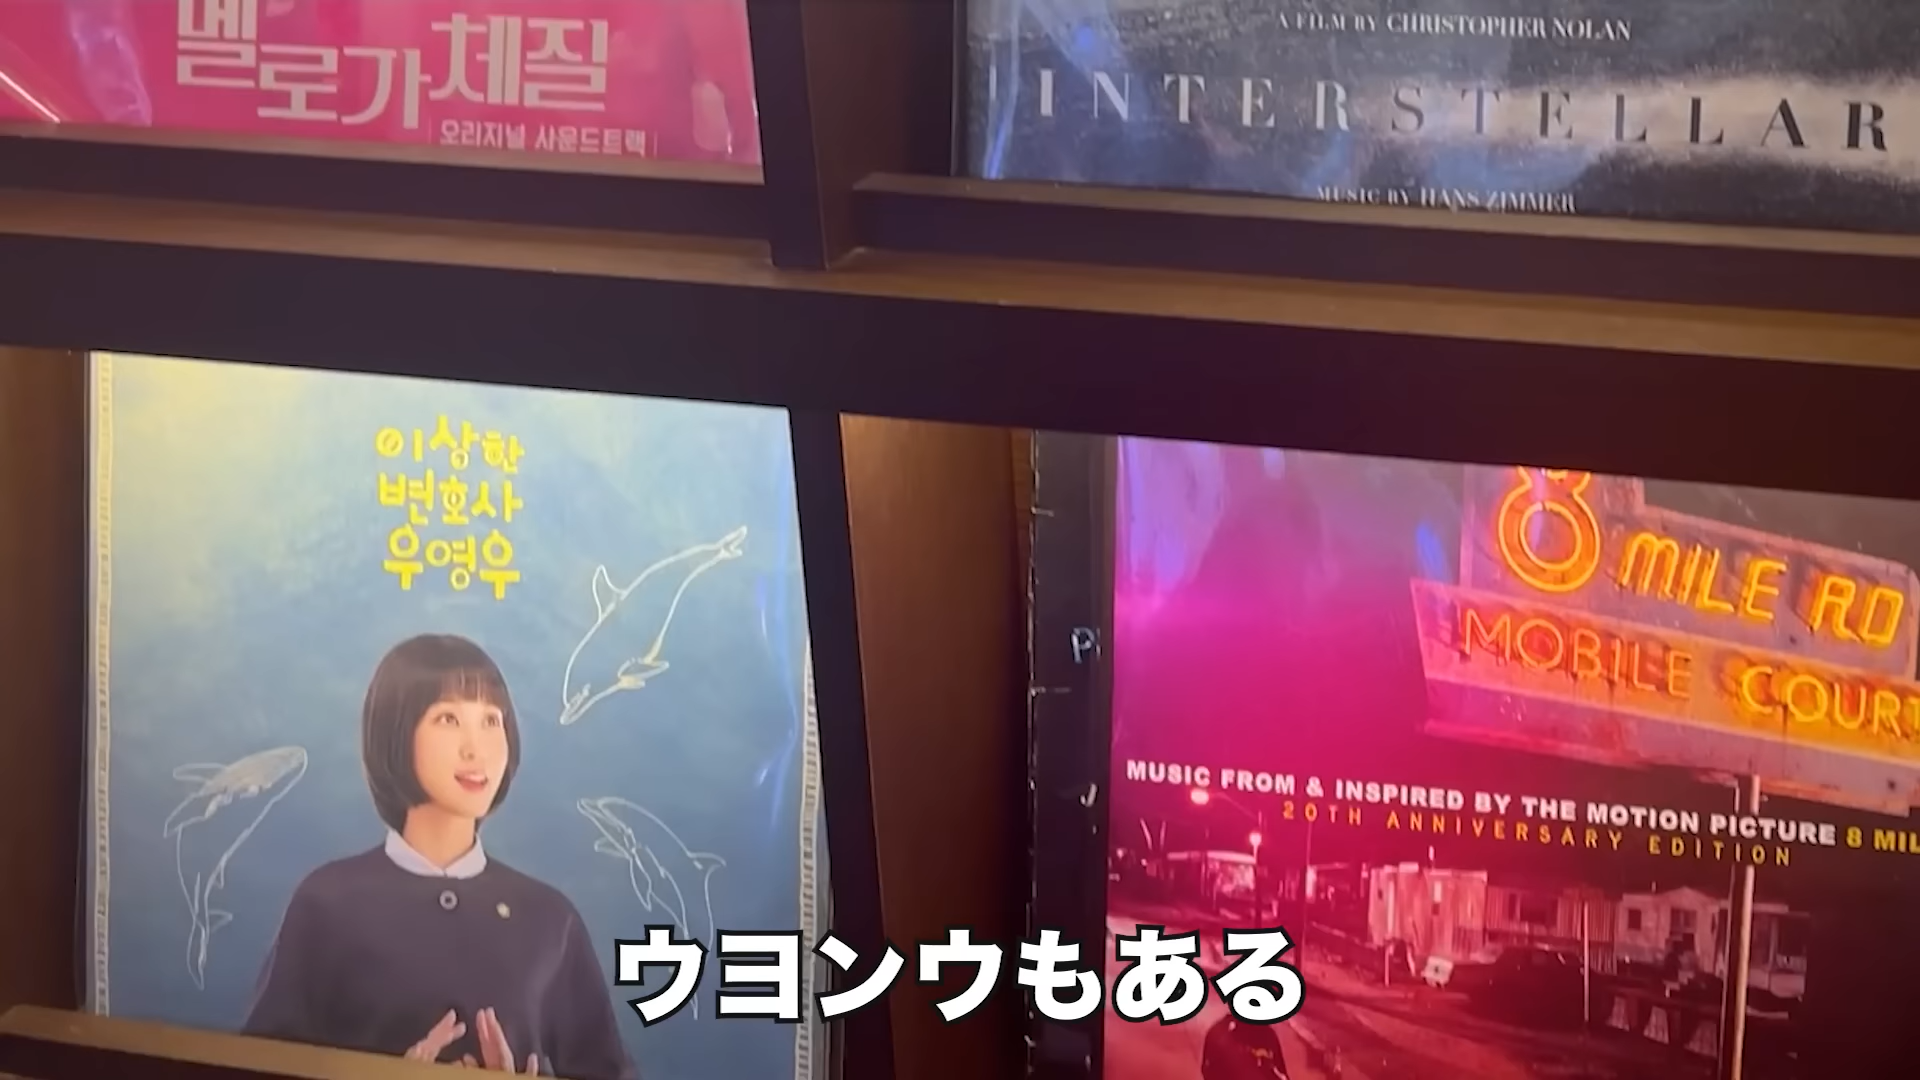 멜로가 체질
오리지널 사운드트랙
A FILM BY CHRISTOPHER NOLAN
INTERSTELLAR
MUSIC BY HANS ZIMMER
이상한
변호사
우영우
8 MILE RD
MOBILE COURT
MUSIC FROM & INSPIRED BY THE MOTION PICTURE 8 MIL
20TH ANNIVERSARY EDITION
ウヨンウもある